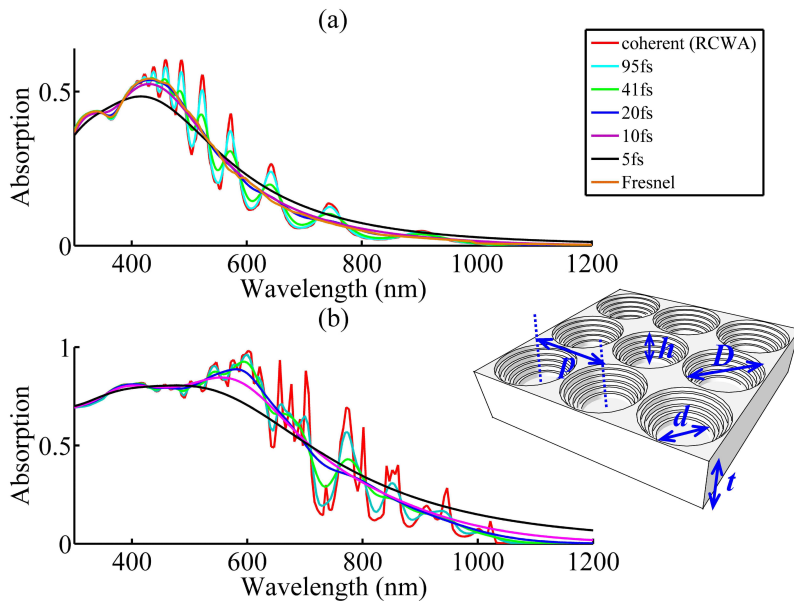 (a)
Absorption
0.5
0
400
600
800
1000
1200
Wavelength (nm)
coherent (RCWA)
95fs
41fs
20fs
10fs
5fs
Fresnel
(b)
Absorption
1
0.5
0
400
600
800
1000
1200
Wavelength (nm)
p
h
D
d
t